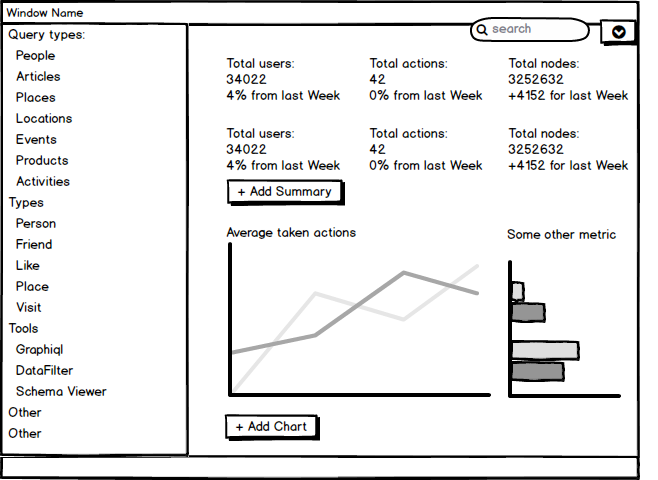 Window Name
search
Query types:
People
Articles
Places
Locations
Events
Products
Activities
Types
Person
Friend
Like
Place
Visit
Tools
Graphiql
DataFilter
Schema Viewer
Other
Other
Total users:
34022
4% from last Week
Total actions:
42
0% from last Week
Total nodes:
3252632
+4152 for last Week
Total users:
34022
4% from last Week
Total actions:
42
0% from last Week
Total nodes:
3252632
+4152 for last Week
+ Add Summary
Average taken actions
Some other metric
+ Add Chart